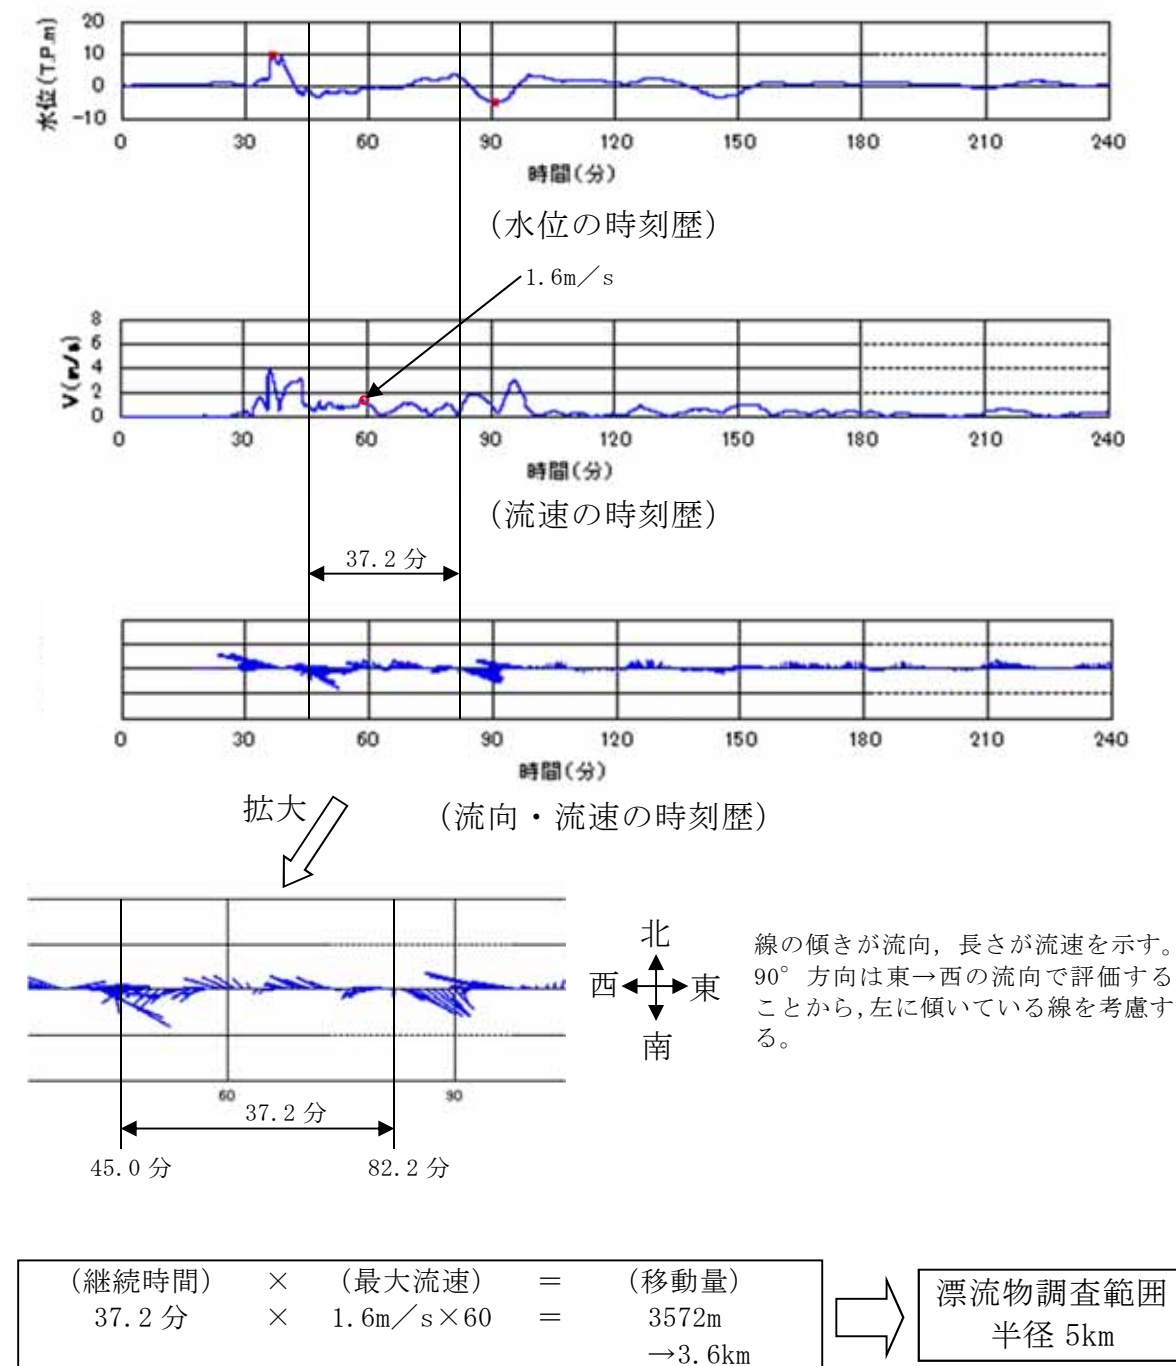 水位(T.P.m)
20
10
0
-10
0 30 60 90 120 150 180 210 240
時間(分)
(水位の時刻歴)
1.6m/s
V(m/s)
8
6
4
2
0
0 30 60 90 120 150 180 210 240
時間(分)
(流速の時刻歴)
37.2分
0 30 60 90 120 150 180 210 240
時間(分)
拡大
(流向・流速の時刻歴)
60 90
37.2分
45.0分 82.2分
北
西 東
南
線の傾きが流向,長さが流速を示す。
90°方向は東→西の流向で評価する
ことから,左に傾いている線を考慮す
る。
(継続時間) × (最大流速) = (移動量)
37.2分 × 1.6m/s×60 = 3572m
→3.6km
漂流物調査範囲
半径5km